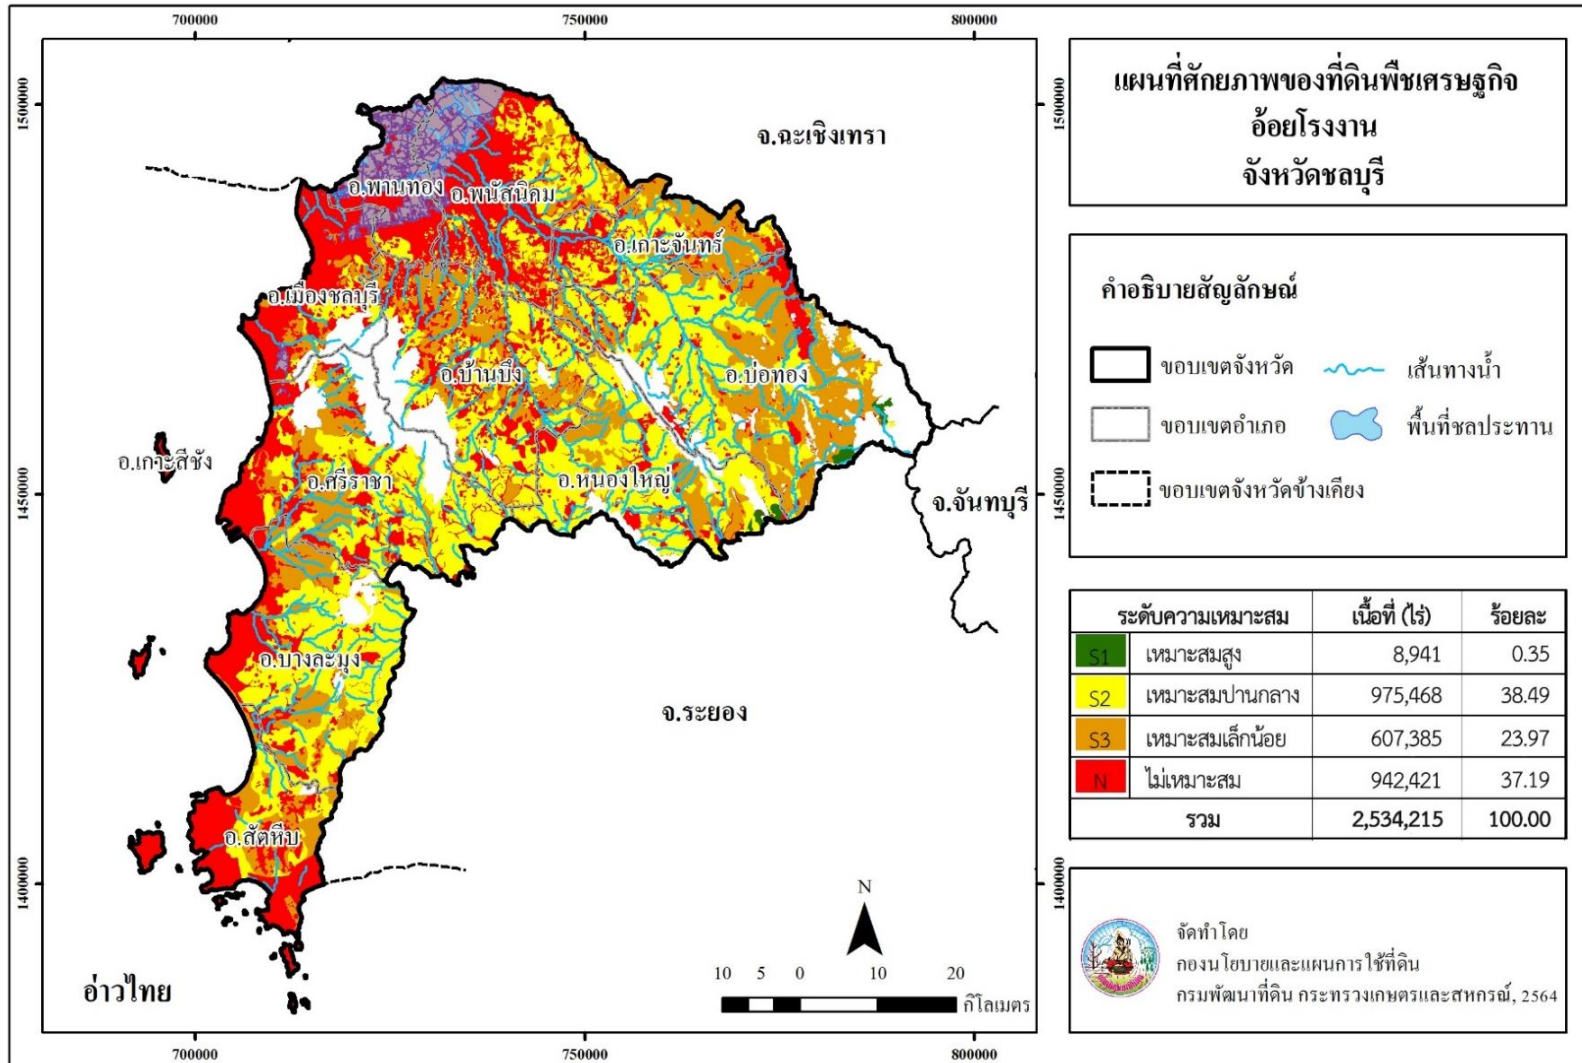 700000
750000
800000
1500000
1500000
แผนที่ศักยภาพของที่ดินพืชเศรษฐกิจ
อ้อยโรงงาน
จังหวัดชลบุรี
จ.ฉะเชิงเทรา
อ.พานทอง
อ.พนัสนิคม
อ.เกาะจันทร์
อ.เมืองชลบุรี
อ.บ้านบึง
อ.บ่อทอง
อ.เกาะสีชัง
อ.ศรีราชา
อ.หนองใหญ่
1450000
1450000
จ.จันทบุรี
อ.บางละมุง
จ.ระยอง
อ.สัตหีบ
1400000
1400000
อ่าวไทย
N
10 5 0 10 20
กิโลเมตร
700000
750000
800000
คำอธิบายสัญลักษณ์
ขอบเขตจังหวัด
เส้นทางน้ำ
ขอบเขตอำเภอ
พื้นที่ชลประทาน
ขอบเขตจังหวัดข้างเคียง
ระดับความเหมาะสม เนื้อที่ (ไร่) ร้อยละ
S1 เหมาะสมสูง 8,941 0.35
S2 เหมาะสมปานกลาง 975,468 38.49
S3 เหมาะสมเล็กน้อย 607,385 23.97
N ไม่เหมาะสม 942,421 37.19
รวม 2,534,215 100.00
จัดทำโดย
กองนโยบายและแผนการใช้ที่ดิน
กรมพัฒนาที่ดิน กระทรวงเกษตรและสหกรณ์, 2564